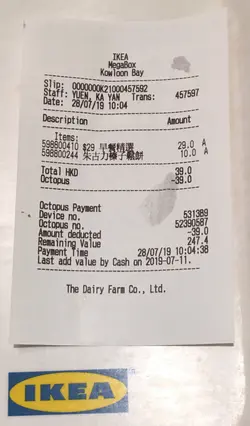 IKEA
MegaBox
Kowloon Bay
Slip: 0000000K21000457592
Staff: YUEN, KA YAN Trans: 457597
Date: 28/07/19 10:04
Description Amount
Items:
598800410 $29 早餐精選 29.0 A
598800244 朱古力榛子鬆餅 10.0 A
Total HKD 39.0
Octopus -39.0
Octopus Payment
Device no. 531389
Octopus no. 52390587
Amount deducted -39.0
Remaining Value 247.4
Payment Time 28/07/19 10:04:38
Last add value by Cash on 2019-07-11.
The Dairy Farm Co., Ltd.
IKEA